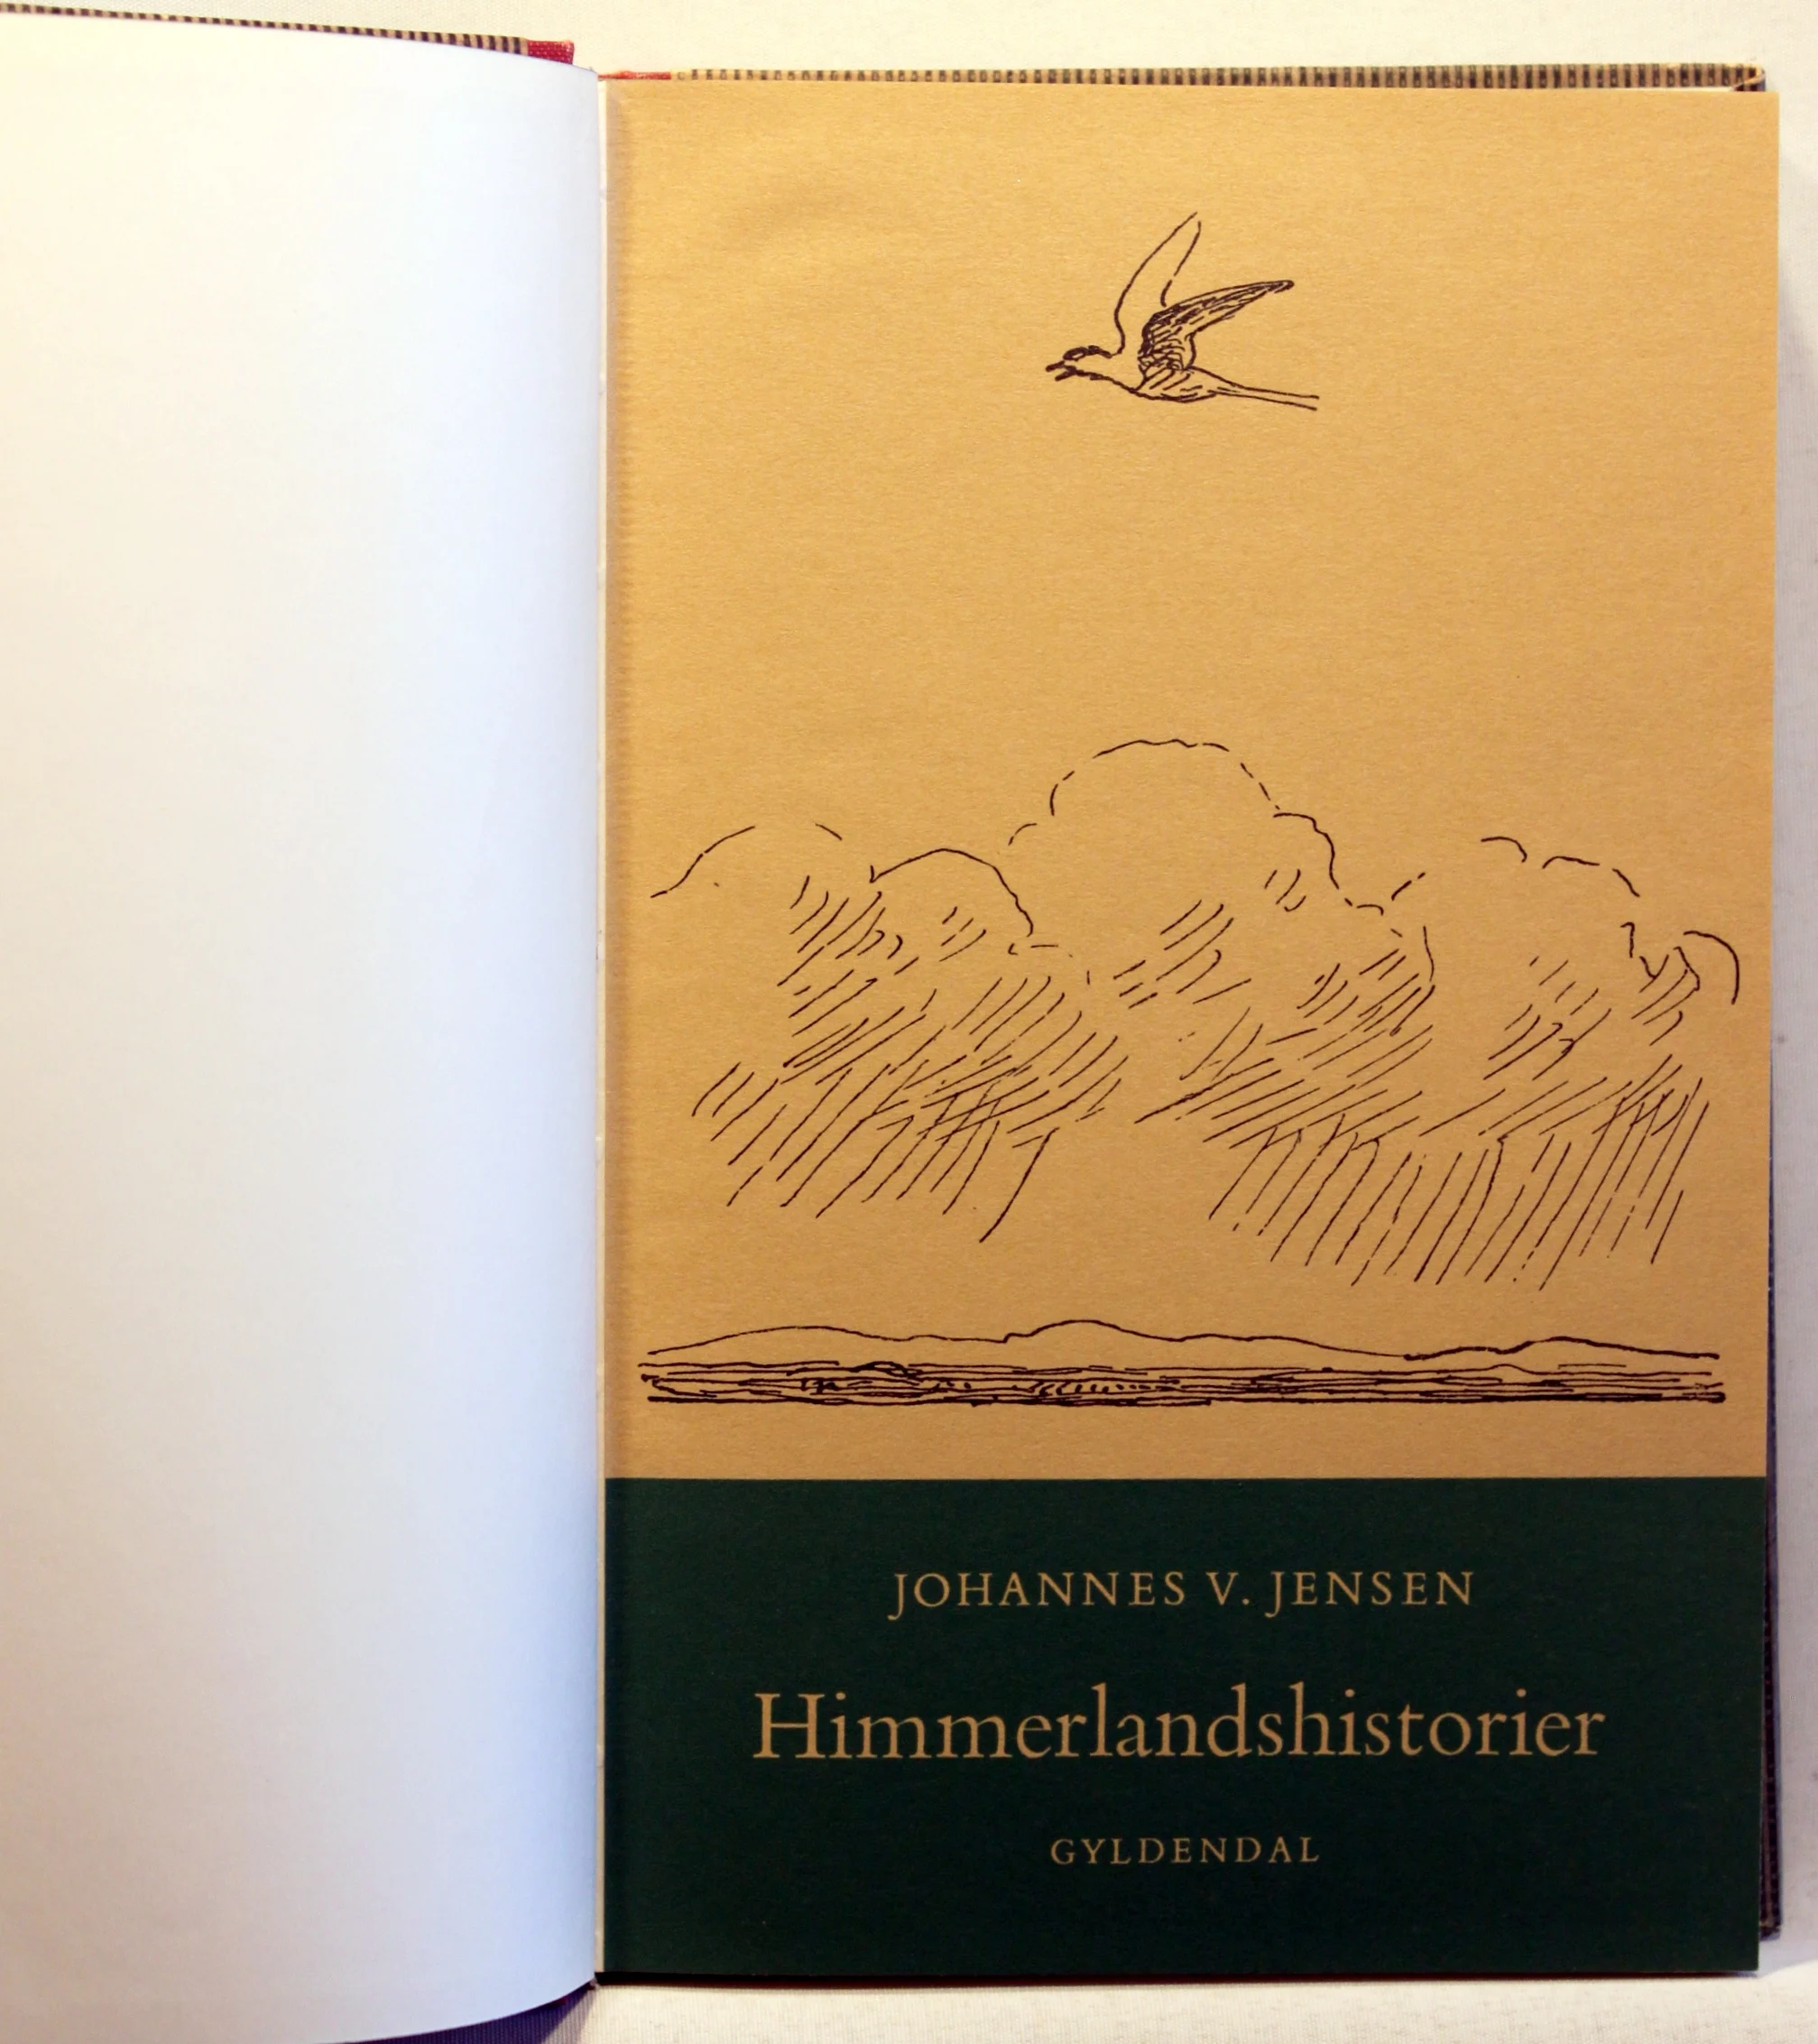 JOHANNES V. JENSEN
Himmerlandshistorier
GYLDENDAL